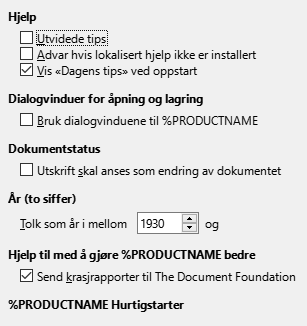 Hjelp
Utvidede tips
Advar hvis lokalisert hjelp ikke er installert
Vis «Dagens tips» ved oppstart
Dialogvinduer for åpning og lagring
Bruk dialogvinduene til %PRODUCTNAME
Dokumentstatus
Utskrift skal anses som endring av dokumentet
År (to siffer)
Tolk som år i mellom 1930 og
Hjelp til med å gjøre %PRODUCTNAME bedre
Send krasjrapporter til The Document Foundation
%PRODUCTNAME Hurtigstarter